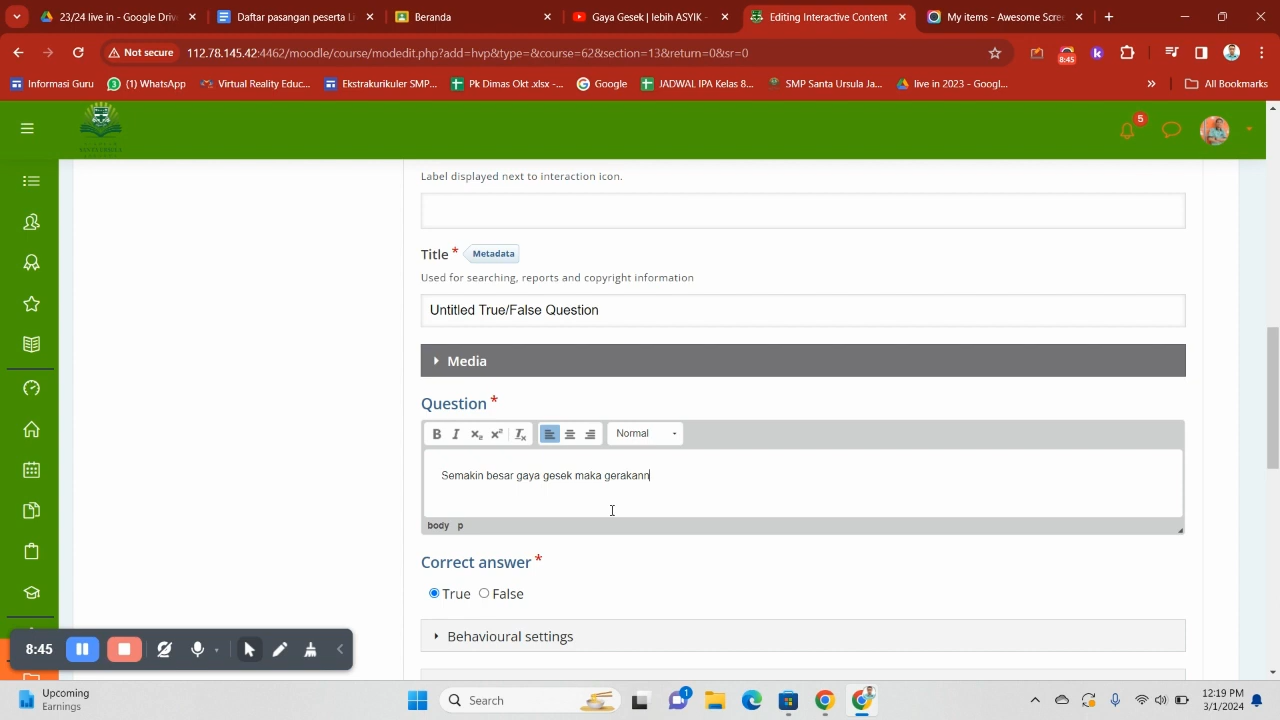 23/24 live in - Google Driv
Daftar pasangan peserta Li
Beranda
Gaya Gesek | lebih ASYIK -
Editing Interactive Content
My items - Awesome Scre
Not secure
112.78.145.42:4462/moodle/course/modedit.php?add=hvp&type=&course=62&section=13&return=0&sr=0
8:45
Informasi Guru
(1) WhatsApp
Virtual Reality Educ...
Ekstrakurikuler SMP...
Pk Dimas Okt .xlsx -...
Google
JADWAL IPA Kelas 8...
SMP Santa Ursula Ja...
live in 2023 - Googl...
All Bookmarks
5
Label displayed next to interaction icon.
Title * Metadata
Used for searching, reports and copyright information
Untitled True/False Question
Media
Question *
Normal
Semakin besar gaya gesek maka gerakann
body p
Correct answer *
True False
Behavioural settings
8:45
Upcoming
Earnings
Search
1
12:19 PM
3/1/2024